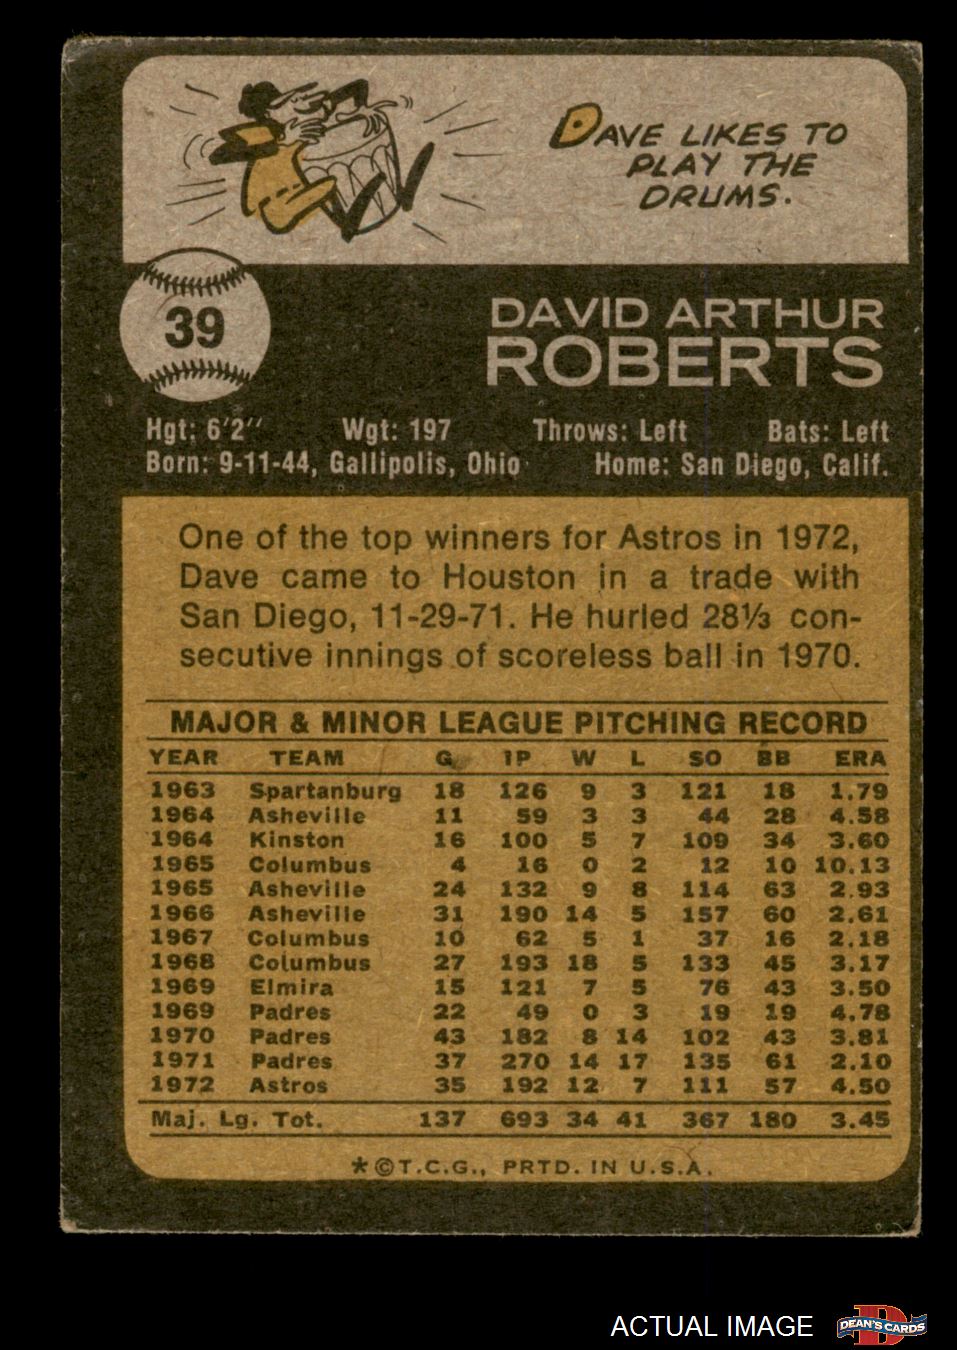 DAVE LIKES TO
PLAY THE
DRUMS.
39
DAVID ARTHUR
ROBERTS
Hgt: 6'2" Wgt: 197 Throws: Left Bats: Left
Born: 9-11-44, Gallipolis, Ohio Home: San Diego, Calif.
One of the top winners for Astros in 1972,
Dave came to Houston in a trade with
San Diego, 11-29-71. He hurled 28⅓ con-
secutive innings of scoreless ball in 1970.
MAJOR & MINOR LEAGUE PITCHING RECORD
YEAR TEAM G IP W L SO BB ERA
1963 Spartanburg 18 126 9 3 121 18 1.79
1964 Asheville 11 59 3 3 44 28 4.58
1964 Kinston 16 100 5 7 109 34 3.60
1965 Columbus 4 16 0 2 12 10 10.13
1965 Asheville 24 132 9 8 114 63 2.93
1966 Asheville 31 190 14 5 157 60 2.61
1967 Columbus 10 62 5 1 37 16 2.18
1968 Columbus 27 193 18 5 133 45 3.17
1969 Elmira 15 121 7 5 76 43 3.50
1969 Padres 22 49 0 3 19 19 4.78
1970 Padres 43 182 8 14 102 43 3.81
1971 Padres 37 270 14 17 135 61 2.10
1972 Astros 35 192 12 7 111 57 4.50
Maj. Lg. Tot. 137 693 34 41 367 180 3.45
*©T.C.G., PRTD. IN U.S.A.
ACTUAL IMAGE
D
DEAN'S CARDS